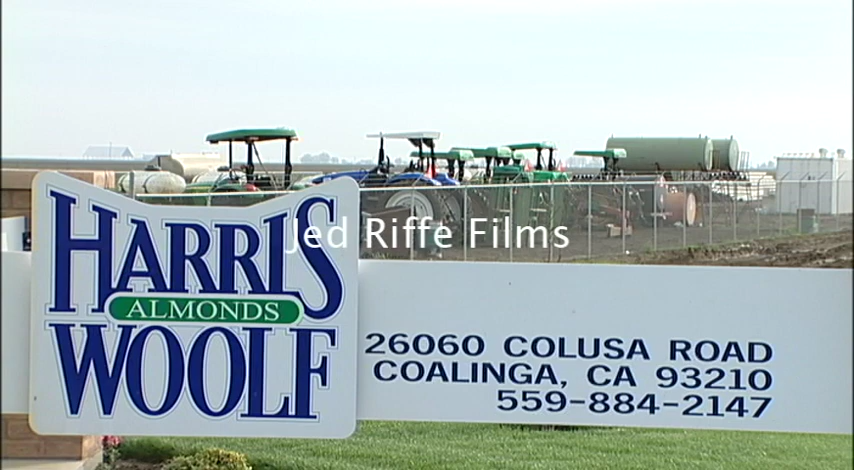 Jed Riffe Films
HARRIS
ALMONDS
WOOLF
26060 COLUSA ROAD
COALINGA, CA 93210
559-884-2147